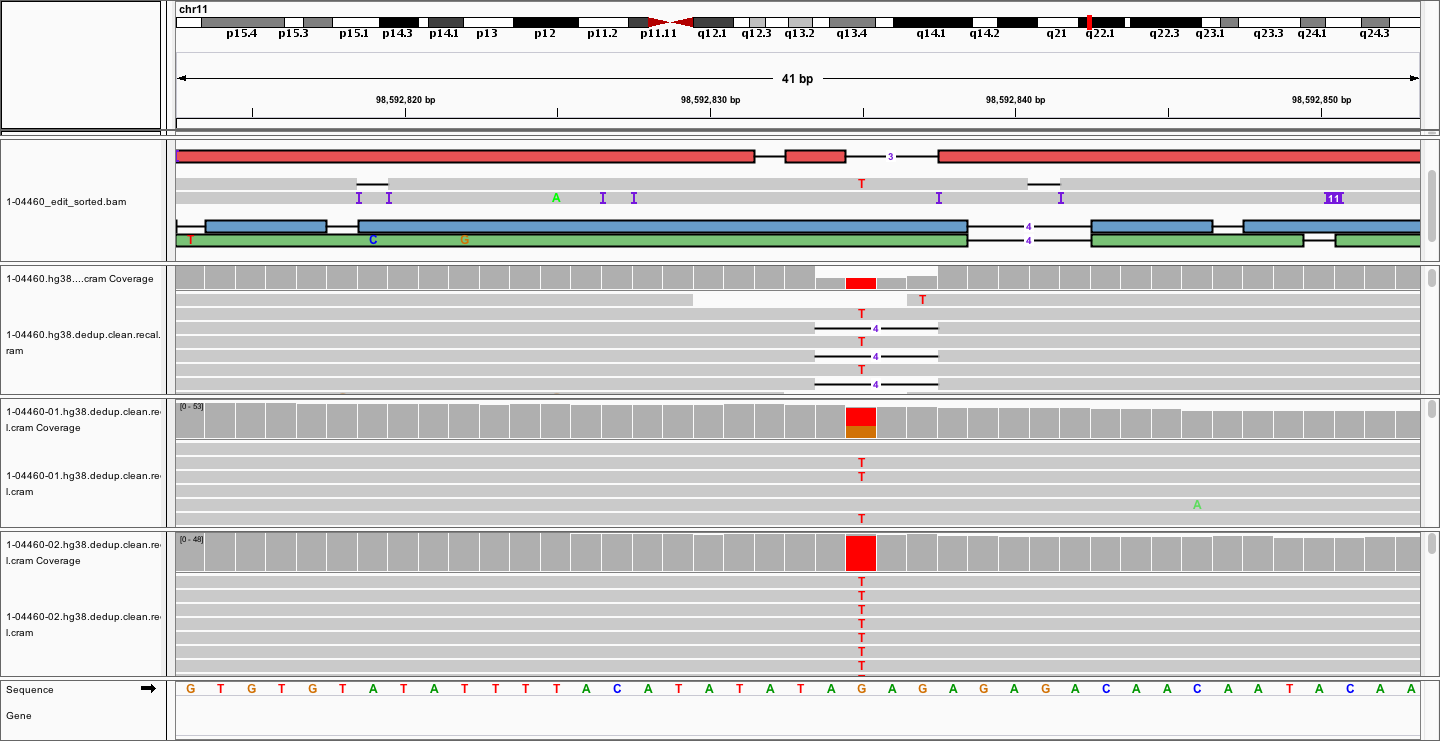 chr11
p15.4 p15.3 p15.1 p14.3 p14.1 p13 p12 p11.2 p11.11 q12.1 q12.3 q13.2 q13.4 q14.1 q14.2 q21 q22.1 q22.3 q23.1 q23.3 q24.1 q24.3
41 bp
98,592,820 bp 98,592,830 bp 98,592,840 bp 98,592,850 bp
3
T
1-04460_edit_sorted.bam
A
11
4
T C G 4
1-04460.hg38....cram Coverage
T
T
4
1-04460.hg38.dedup.clean.recal.
ram
T
4
T
4
1-04460-01.hg38.dedup.clean.re
l.cram Coverage
[0 - 53]
T
1-04460-01.hg38.dedup.clean.re
l.cram
T
A
T
1-04460-02.hg38.dedup.clean.re
l.cram Coverage
[0 - 48]
T
T
T
1-04460-02.hg38.dedup.clean.re
l.cram
T
T
T
T
Sequence
G T G T G T A T A T T T T A C A T A T A T A G A G A G A G A C A A C A A T A C A A
Gene